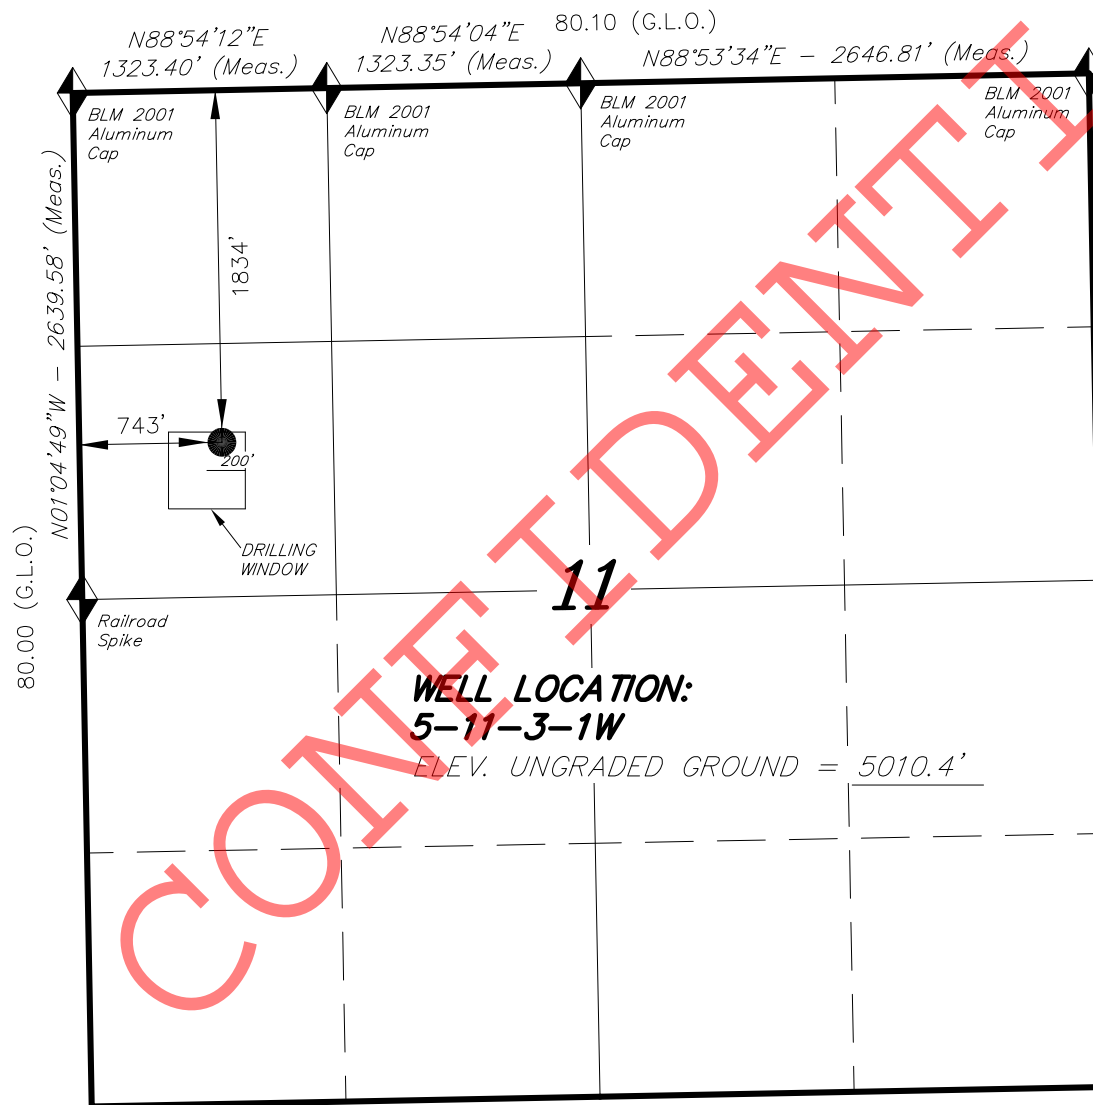 80.10 (G.L.O.)
N88°54'12"E
1323.40' (Meas.)
N88°54'04"E
1323.35' (Meas.)
N88°53'34"E – 2646.81' (Meas.)
BLM 2001
Aluminum
Cap
BLM 2001
Aluminum
Cap
BLM 2001
Aluminum
Cap
BLM 2001
Aluminum
Cap
N01°04'49"W – 2639.58' (Meas.)
80.00 (G.L.O.)
1834'
743'
200'
DRILLING
WINDOW
Railroad
Spike
11
WELL LOCATION:
5–11–3–1W
ELEV. UNGRADED GROUND = 5010.4'
CONFIDENTI